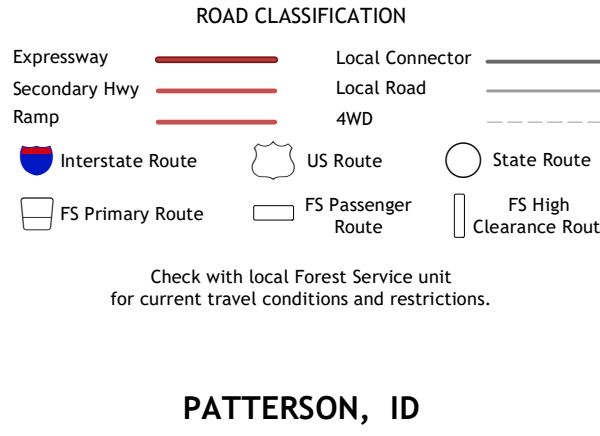 ROAD CLASSIFICATION
Expressway
Local Connector
Secondary Hwy
Local Road
Ramp
4WD
Interstate Route
US Route
State Route
FS Primary Route
FS Passenger
Route
FS High
Clearance Rout
Check with local Forest Service unit
for current travel conditions and restrictions.
PATTERSON, ID